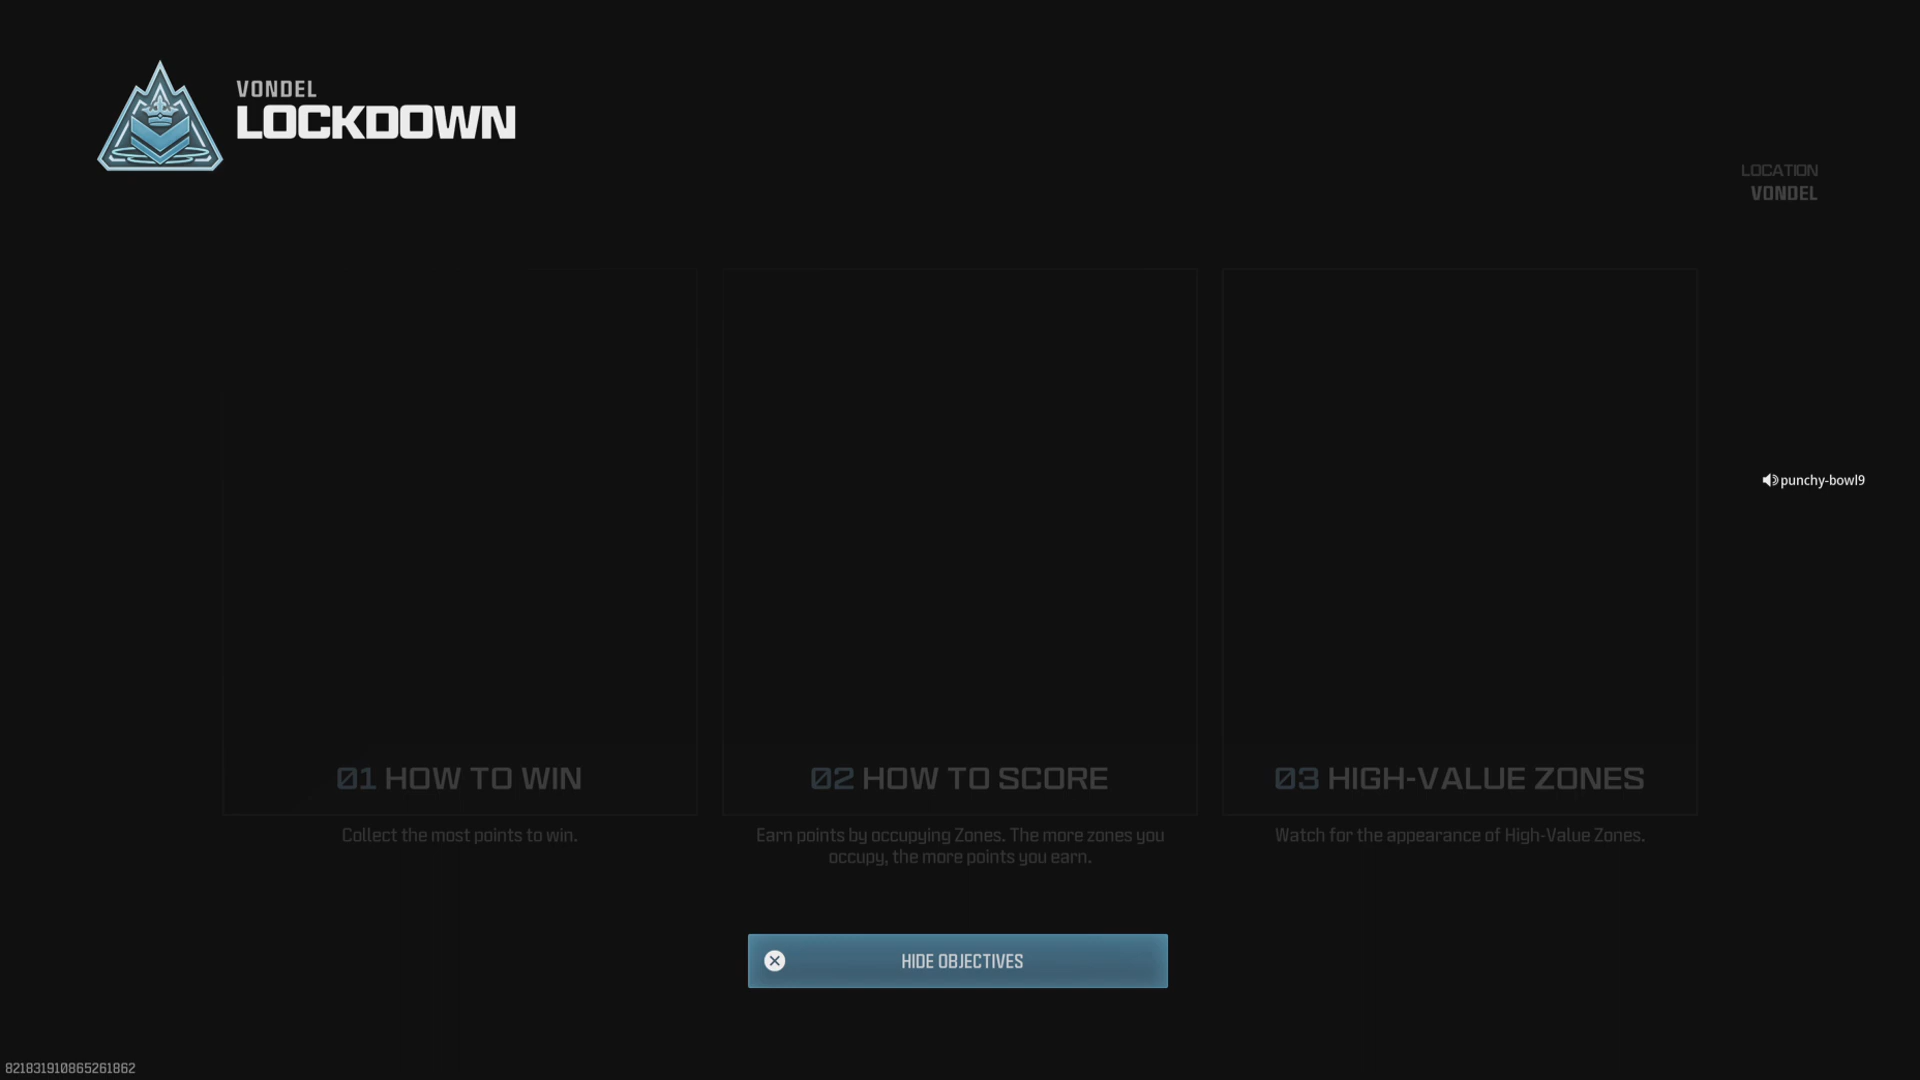 VONDEL
LOCKDOWN
LOCATION
VONDEL
punchy-bowl9
01 HOW TO WIN
Collect the most points to win.
02 HOW TO SCORE
Earn points by occupying Zones. The more zones you
occupy, the more points you earn.
03 HIGH-VALUE ZONES
Watch for the appearance of High-Value Zones.
HIDE OBJECTIVES
821831910865261862